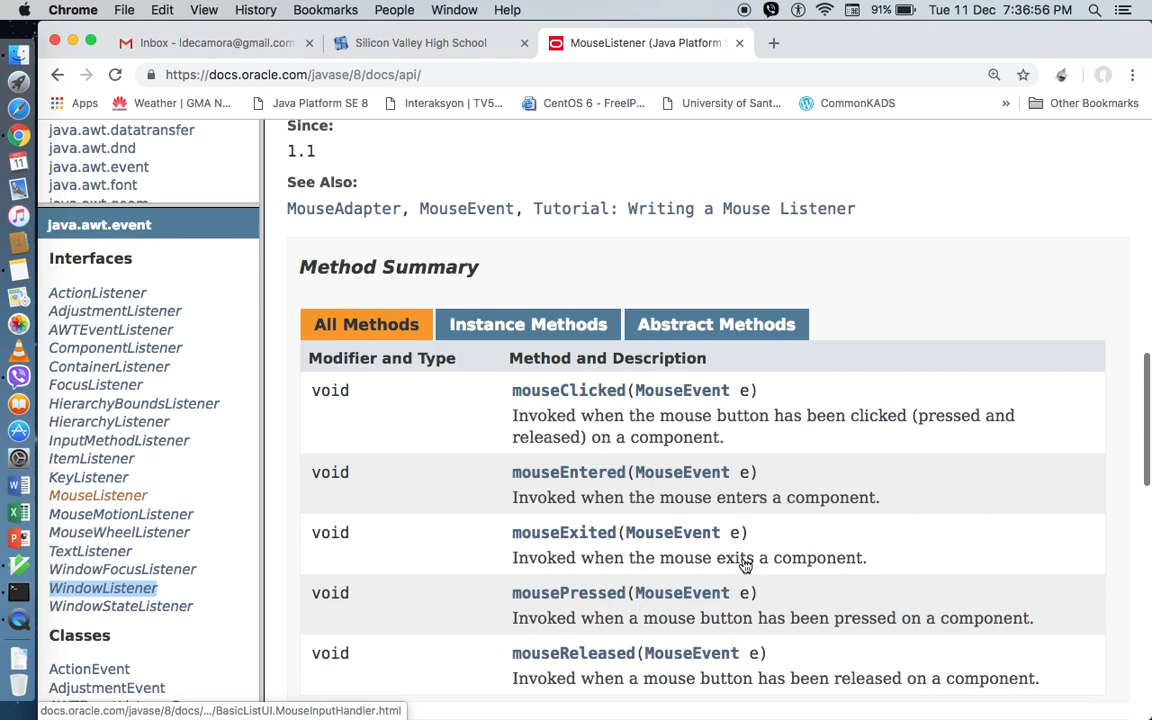 Chrome File Edit View History Bookmarks People Window Help 91% Tue 11 Dec 7:36:56 PM
Inbox - ldecamora@gmail.com Silicon Valley High School MouseListener (Java Platform
https://docs.oracle.com/javase/8/docs/api/
Apps Weather | GMA N... Java Platform SE 8 Interaksyon | TV5... CentOS 6 - FreeIP... University of Sant... CommonKADS » Other Bookmarks
java.awt.datatransfer
java.awt.dnd
java.awt.event
java.awt.font
java.awt.geom
java.awt.event
Interfaces
ActionListener
AdjustmentListener
AWTEventListener
ComponentListener
ContainerListener
FocusListener
HierarchyBoundsListener
HierarchyListener
InputMethodListener
ItemListener
KeyListener
MouseListener
MouseMotionListener
MouseWheelListener
TextListener
WindowFocusListener
WindowListener
WindowStateListener
Classes
ActionEvent
AdjustmentEvent
Since:
1.1
See Also:
MouseAdapter, MouseEvent, Tutorial: Writing a Mouse Listener
Method Summary
All Methods Instance Methods Abstract Methods
Modifier and Type Method and Description
void mouseClicked(MouseEvent e)
Invoked when the mouse button has been clicked (pressed and
released) on a component.
void mouseEntered(MouseEvent e)
Invoked when the mouse enters a component.
void mouseExited(MouseEvent e)
Invoked when the mouse exits a component.
void mousePressed(MouseEvent e)
Invoked when a mouse button has been pressed on a component.
void mouseReleased(MouseEvent e)
Invoked when a mouse button has been released on a component.
docs.oracle.com/javase/8/docs/.../BasicListUI.MouseInputHandler.html